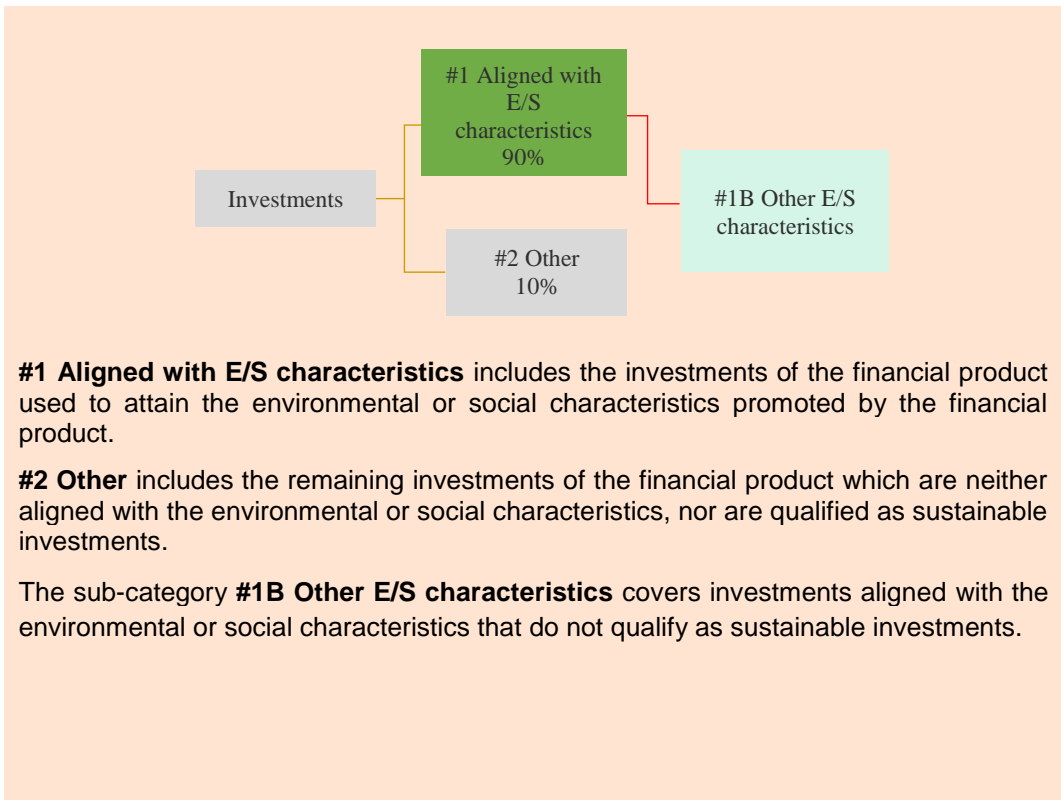 #1 Aligned with
E/S
characteristics
90%
Investments
#1B Other E/S
characteristics
#2 Other
10%
#1 Aligned with E/S characteristics includes the investments of the financial product
used to attain the environmental or social characteristics promoted by the financial
product.
#2 Other includes the remaining investments of the financial product which are neither
aligned with the environmental or social characteristics, nor are qualified as sustainable
investments.
The sub-category #1B Other E/S characteristics covers investments aligned with the
environmental or social characteristics that do not qualify as sustainable investments.